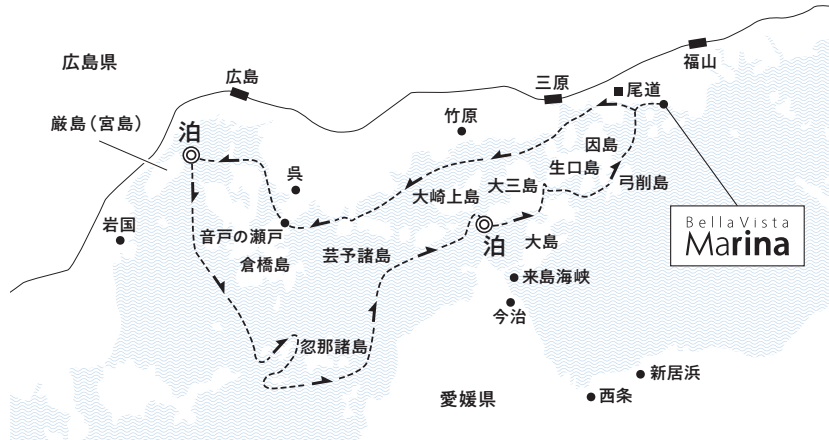 広島県
福山
広島
三原
尾道
竹原
厳島（宮島）
泊
因島
生口島
呉
大三島
弓削島
大崎上島
岩国
音戸の瀬戸
泊
大島
倉橋島
芸予諸島
BellaVista
Marina
来島海峡
今治
忽那諸島
新居浜
愛媛県
西条